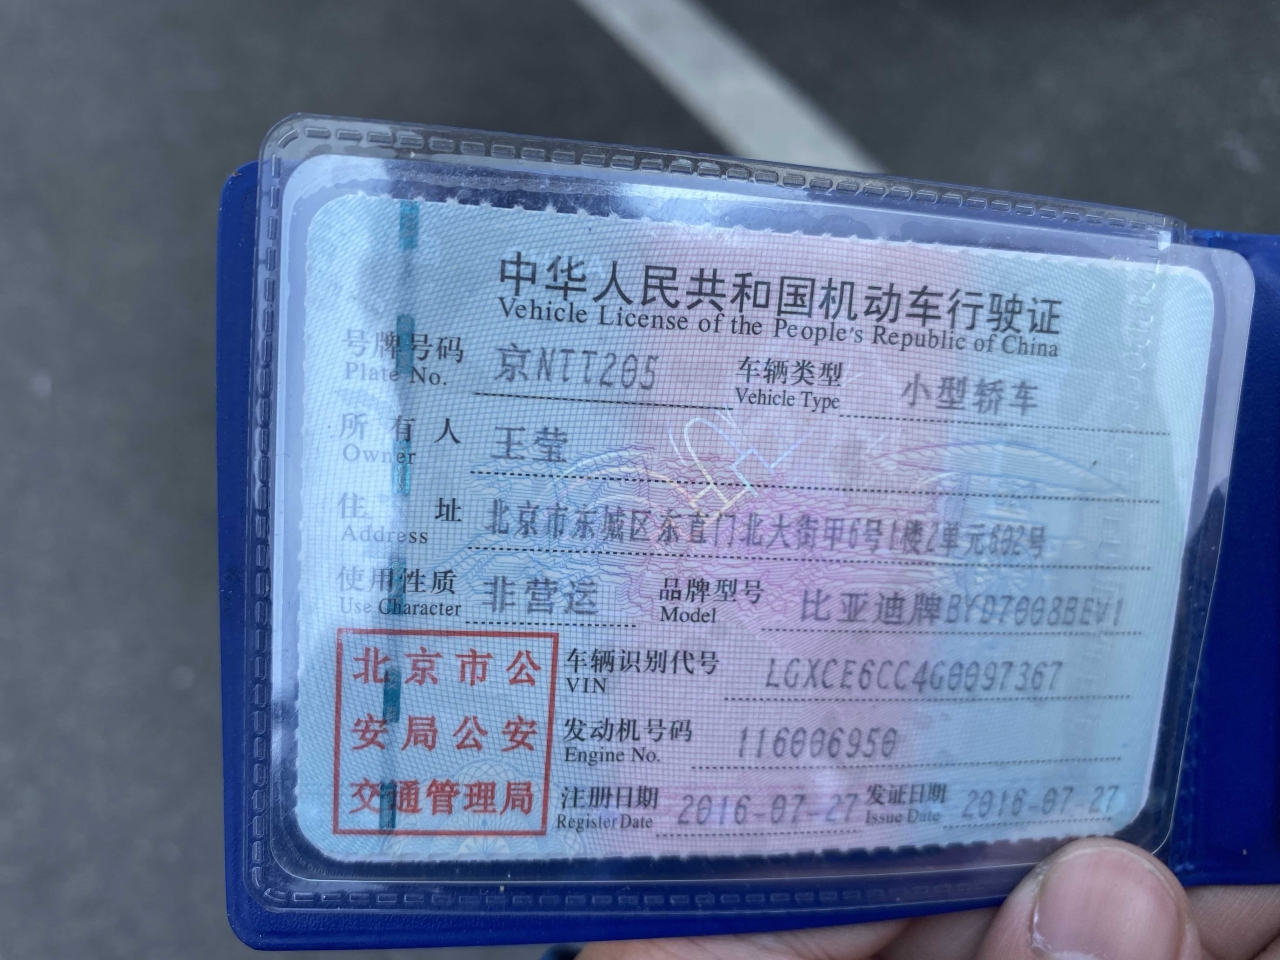 中华人民共和国机动车行驶证
Vehicle License of the People's Republic of China
号牌号码 京NTT205 车辆类型 小型轿车
Plate No. Vehicle Type
所有人 王莹
Owner
住址 北京市东城区东直门北大街甲6号1楼2单元602号
Address
使用性质 非营运 品牌型号 比亚迪牌BYD7008BEV1
Use Character Model
北京市公
安局公安
交通管理局
车辆识别代号 LGXCE6CC4G0097367
VIN
发动机号码 116006950
Engine No.
注册日期 2016-07-27 发证日期 2016-07-27
Register Date Issue Date